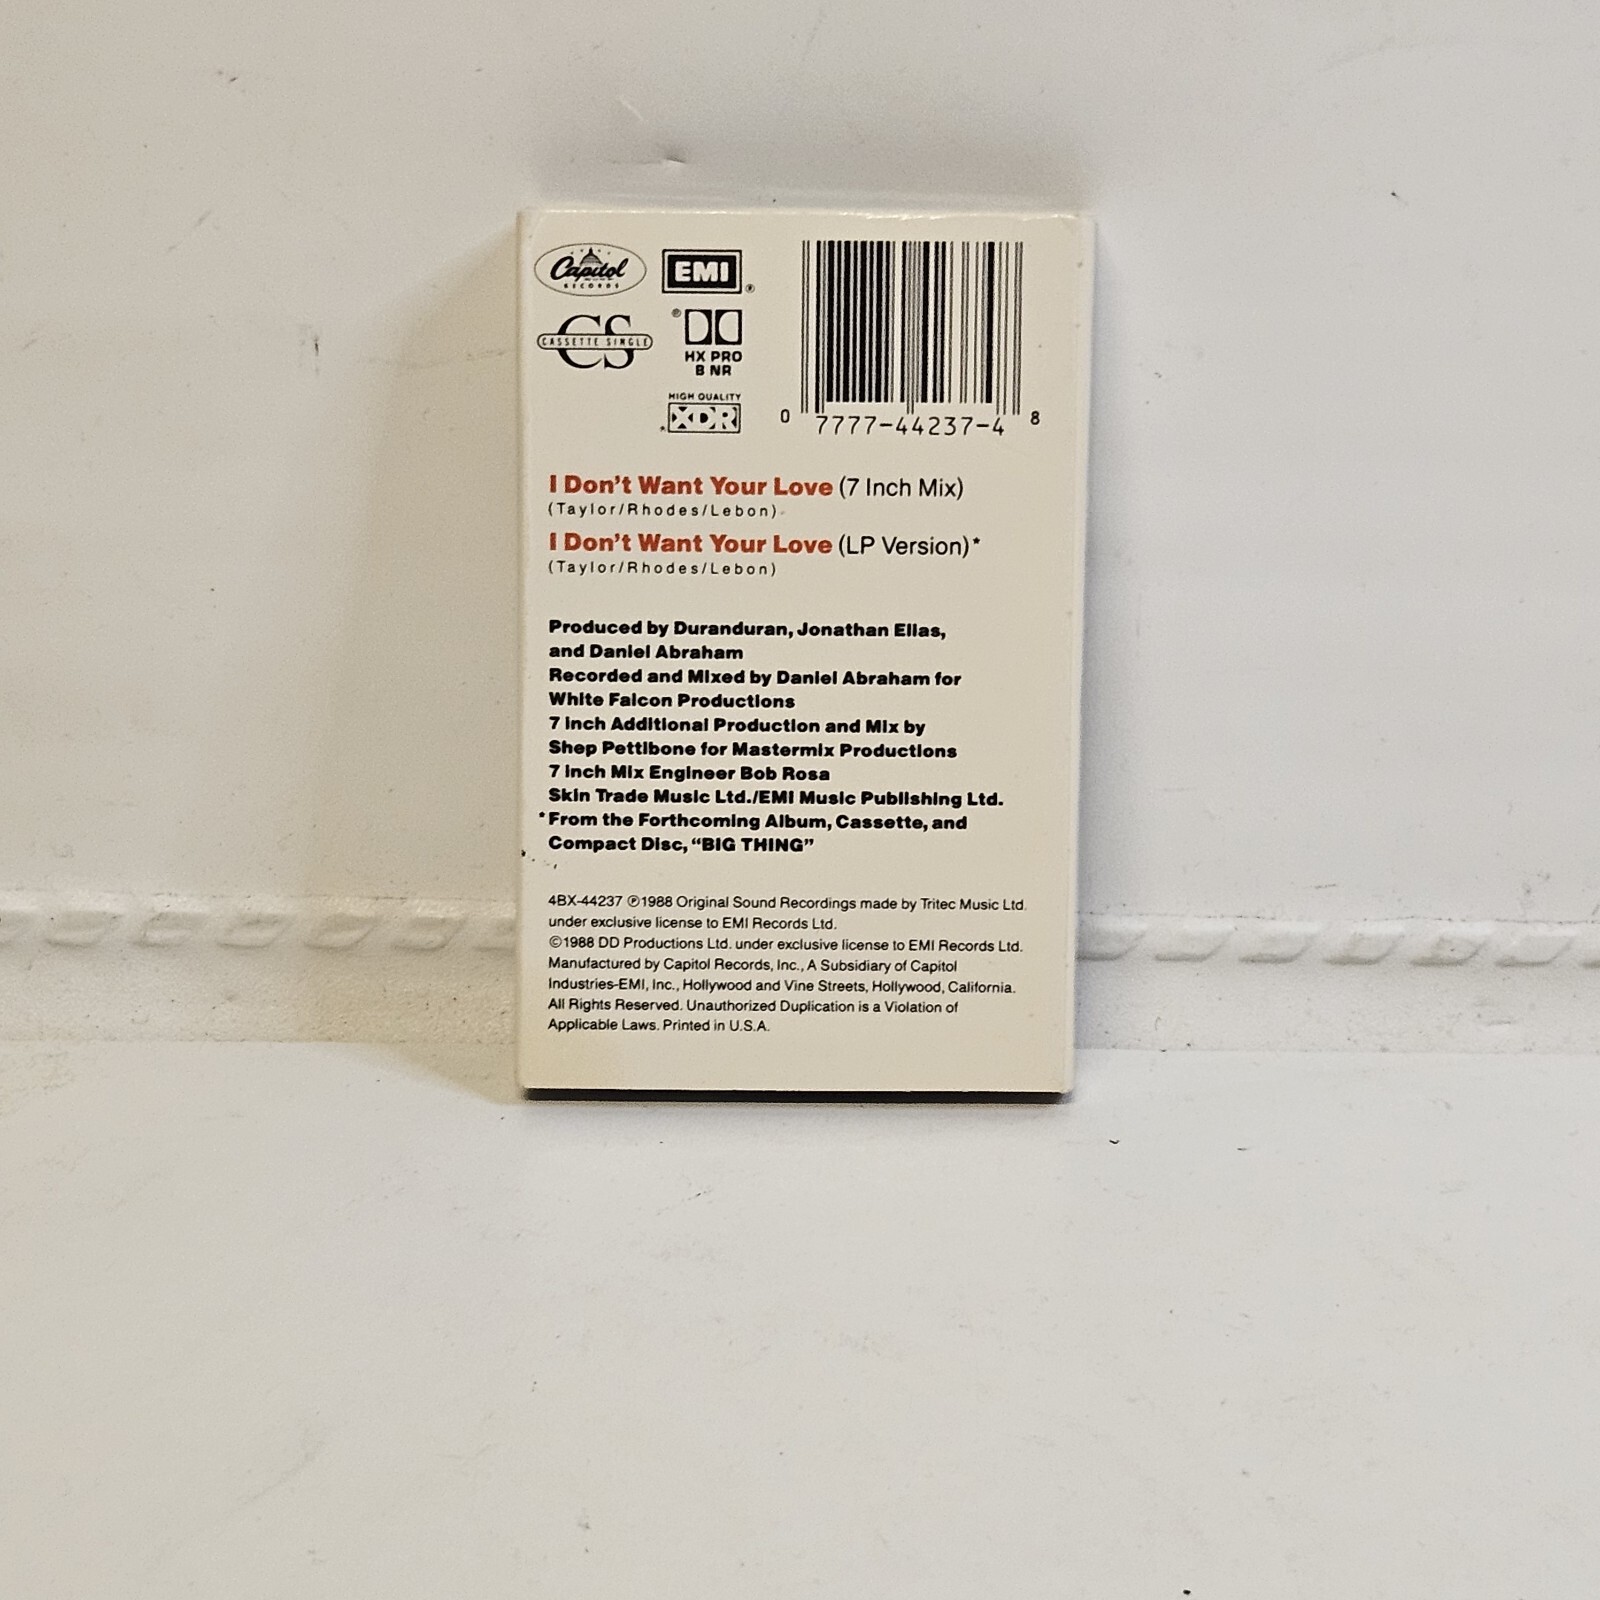 Capitol
RECORDS
EMI
®
CS
CASSETTE SINGLE
®
HX PRO
B NR
HIGH QUALITY
XDR
0 7777-44237-4 8
I Don't Want Your Love (7 Inch Mix)
(Taylor/Rhodes/Lebon)
I Don't Want Your Love (LP Version)*
(Taylor/Rhodes/Lebon)
Produced by Duranduran, Jonathan Elias,
and Daniel Abraham
Recorded and Mixed by Daniel Abraham for
White Falcon Productions
7 inch Additional Production and Mix by
Shep Pettibone for Mastermix Productions
7 inch Mix Engineer Bob Rosa
Skin Trade Music Ltd./EMI Music Publishing Ltd.
*From the Forthcoming Album, Cassette, and
Compact Disc, "BIG THING"
4BX-44237 ℗1988 Original Sound Recordings made by Tritec Music Ltd.
under exclusive license to EMI Records Ltd.
©1988 DD Productions Ltd. under exclusive license to EMI Records Ltd.
Manufactured by Capitol Records, Inc., A Subsidiary of Capitol
Industries-EMI, Inc., Hollywood and Vine Streets, Hollywood, California.
All Rights Reserved. Unauthorized Duplication is a Violation of
Applicable Laws. Printed in U.S.A.